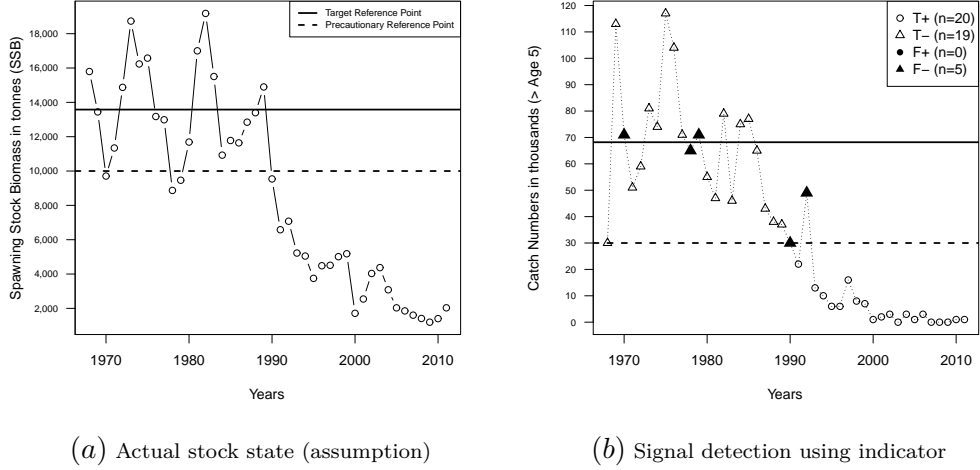 Target Reference Point
Precautionary Reference Point
Spawning Stock Biomass in tonnes (SSB)
18,000
16,000
14,000
12,000
10,000
8,000
6,000
4,000
2,000
1970 1980 1990 2000 2010
Years
(a) Actual stock state (assumption)
T+ (n=20)
T− (n=19)
F+ (n=0)
F− (n=5)
Catch Numbers in thousands (> Age 5)
120
110
100
90
80
70
60
50
40
30
20
10
0
1970 1980 1990 2000 2010
Years
(b) Signal detection using indicator